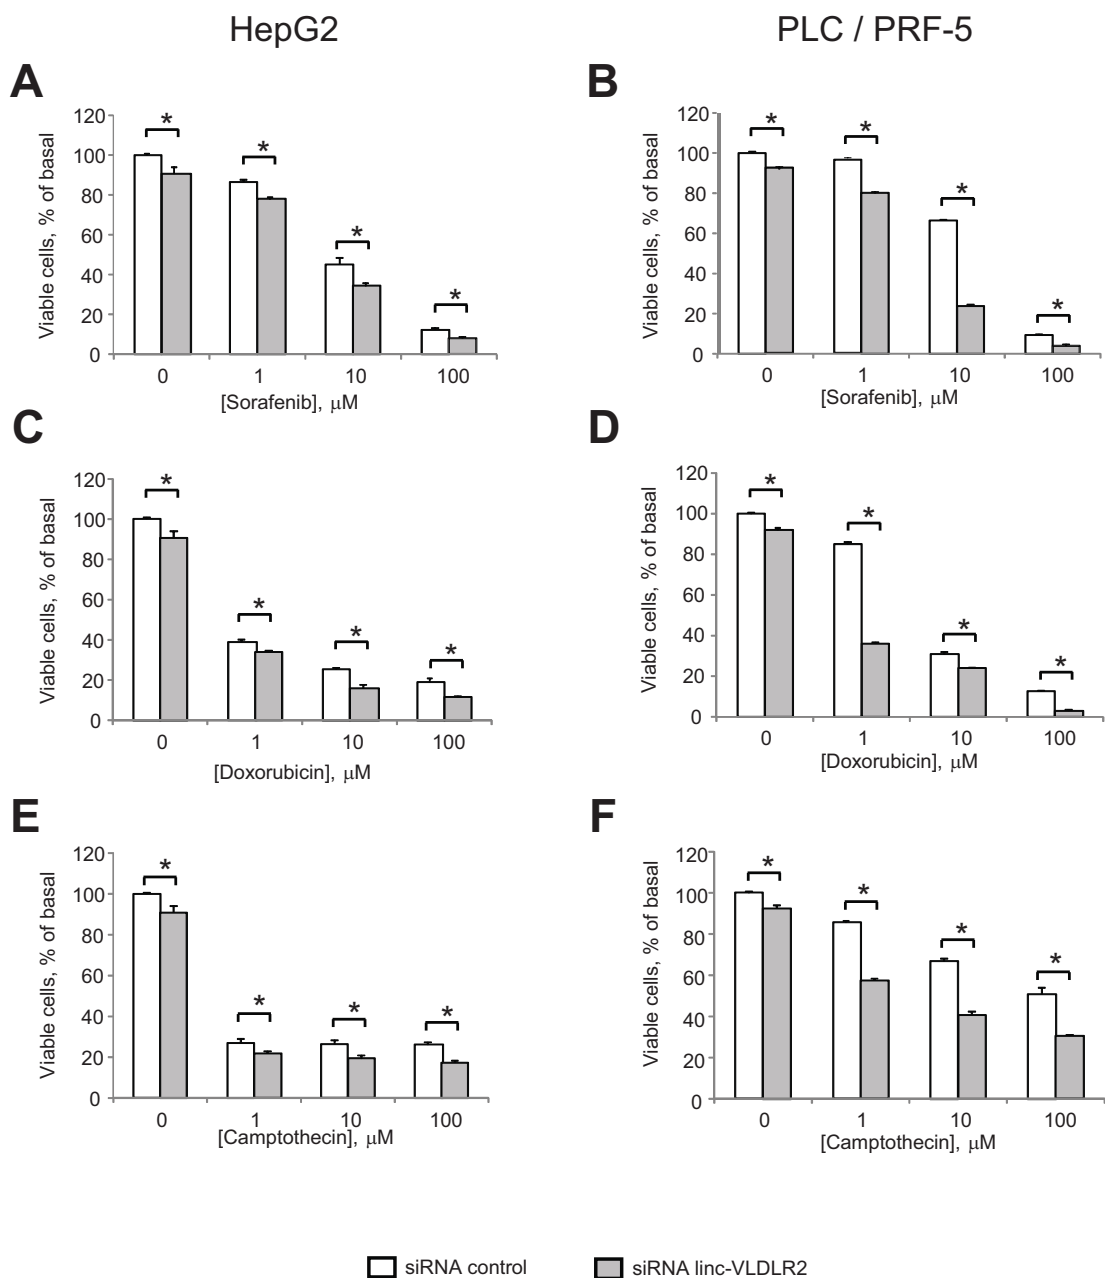 HepG2
PLC / PRF-5
A
Viable cells, % of basal
120
100
80
60
40
20
0
* * * *
0 1 10 100
[Sorafenib], μM
B
Viable cells, % of basal
120
100
80
60
40
20
0
* * * *
0 1 10 100
[Sorafenib], μM
C
Viable cells, % of basal
120
100
80
60
40
20
0
* * * *
0 1 10 100
[Doxorubicin], μM
D
Viable cells, % of basal
120
100
80
60
40
20
0
* * * *
0 1 10 100
[Doxorubicin], μM
E
Viable cells, % of basal
120
100
80
60
40
20
0
* * * *
0 1 10 100
[Camptothecin], μM
F
Viable cells, % of basal
120
100
80
60
40
20
0
* * * *
0 1 10 100
[Camptothecin], μM
siRNA control
siRNA linc-VLDLR2